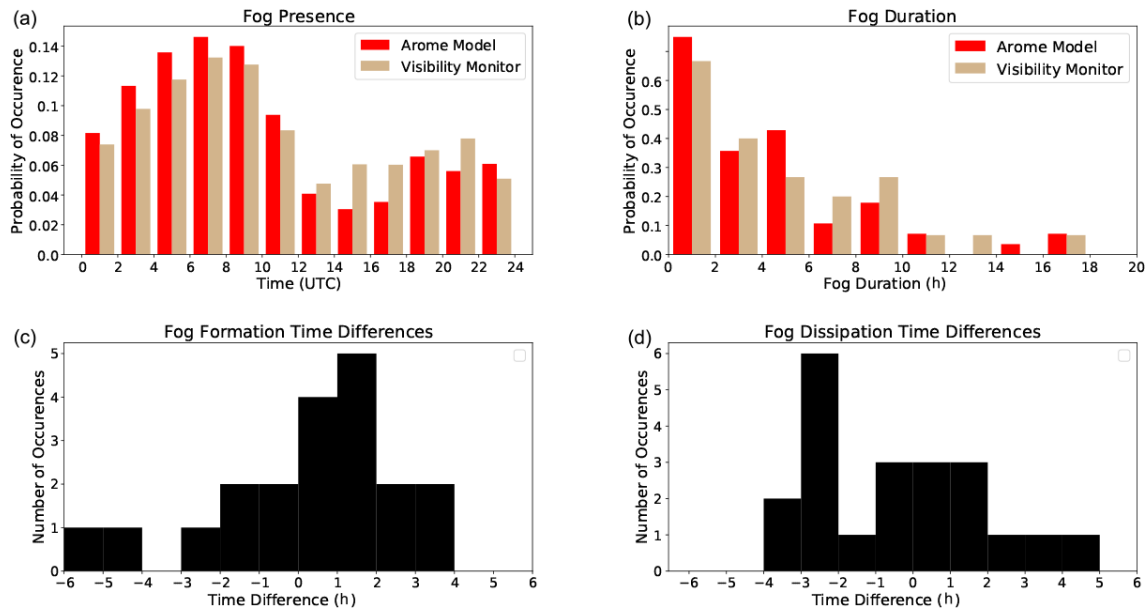 (a)
Fog Presence
Arome Model
Visibility Monitor
Probability of Occurence
0.14
0.12
0.1
0.08
0.06
0.04
0.02
0.0
0 2 4 6 8 10 12 14 16 18 20 22 24
Time (UTC)
(b)
Fog Duration
Arome Model
Visibility Monitor
Probability of Occurence
0.6
0.5
0.4
0.3
0.2
0.1
0.0
0 2 4 6 8 10 12 14 16 18 20
Fog Duration (h)
(c)
Fog Formation Time Differences
Number of Occurences
5
4
3
2
1
0
−6 −5 −4 −3 −2 −1 0 1 2 3 4 5 6
Time Difference (h)
(d)
Fog Dissipation Time Differences
Number of Occurences
6
5
4
3
2
1
0
−6 −5 −4 −3 −2 −1 0 1 2 3 4 5 6
Time Difference (h)